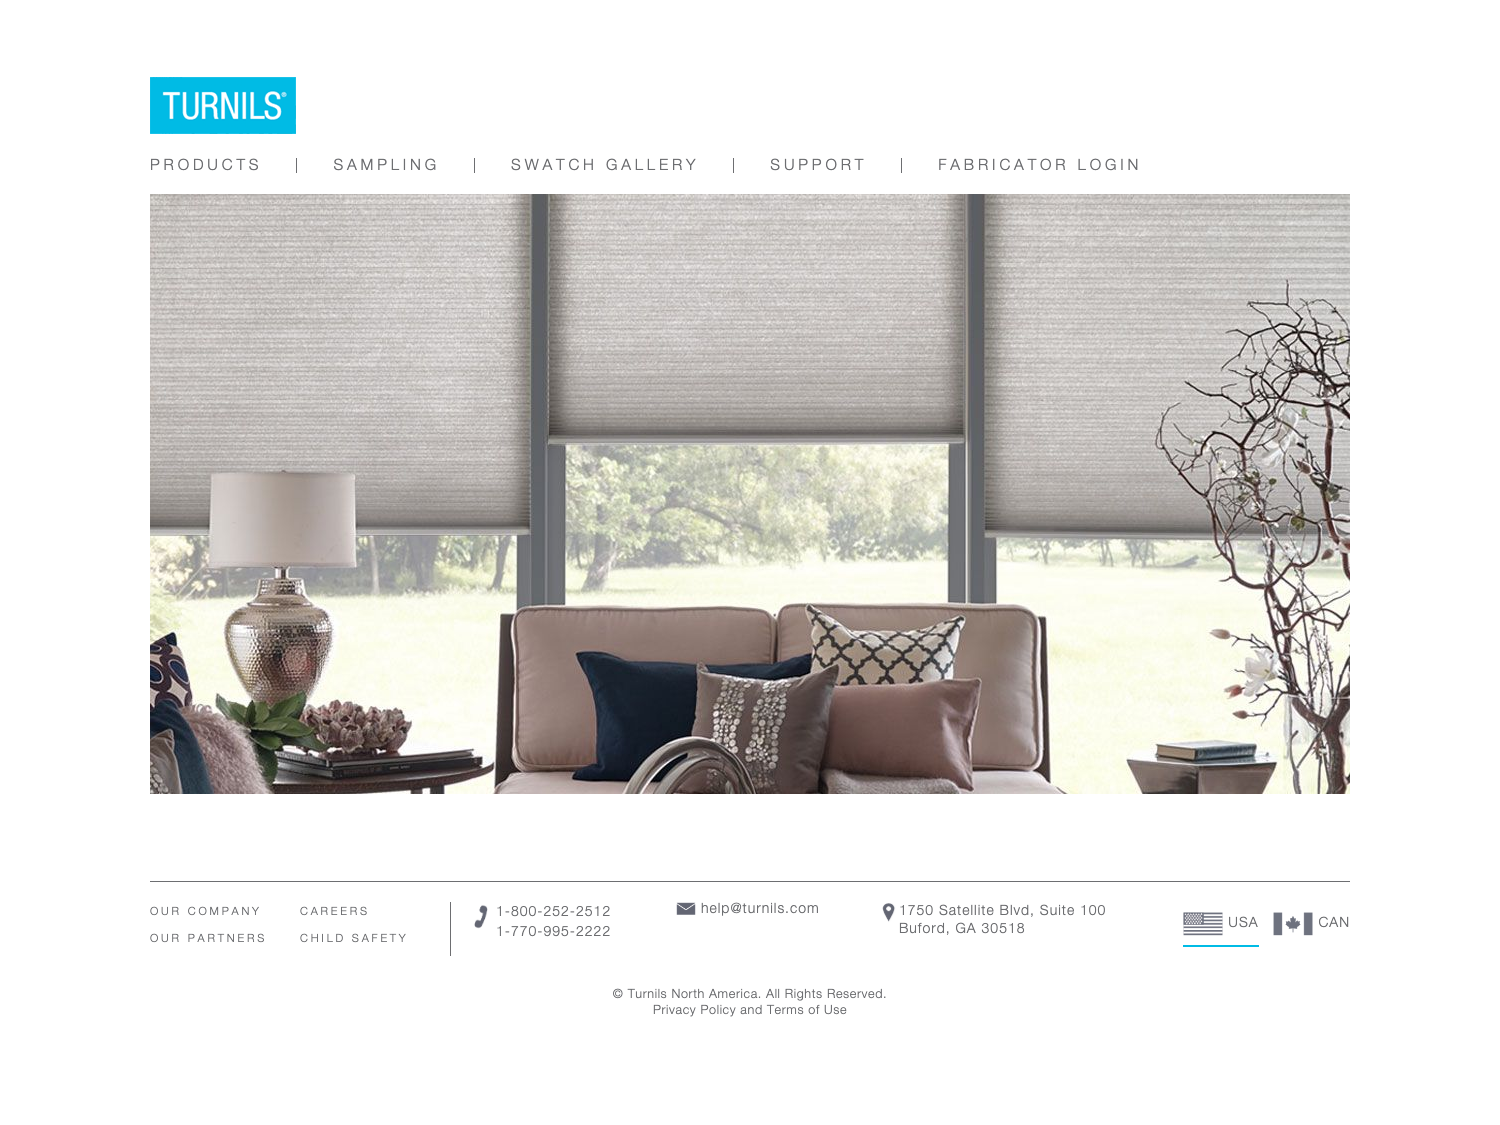 TURNILS®
PRODUCTS | SAMPLING | SWATCH GALLERY | SUPPORT | FABRICATOR LOGIN
OUR COMPANY
CAREERS
OUR PARTNERS
CHILD SAFETY
1-800-252-2512
1-770-995-2222
help@turnils.com
1750 Satellite Blvd, Suite 100
Buford, GA 30518
USA
CAN
© Turnils North America. All Rights Reserved.
Privacy Policy and Terms of Use